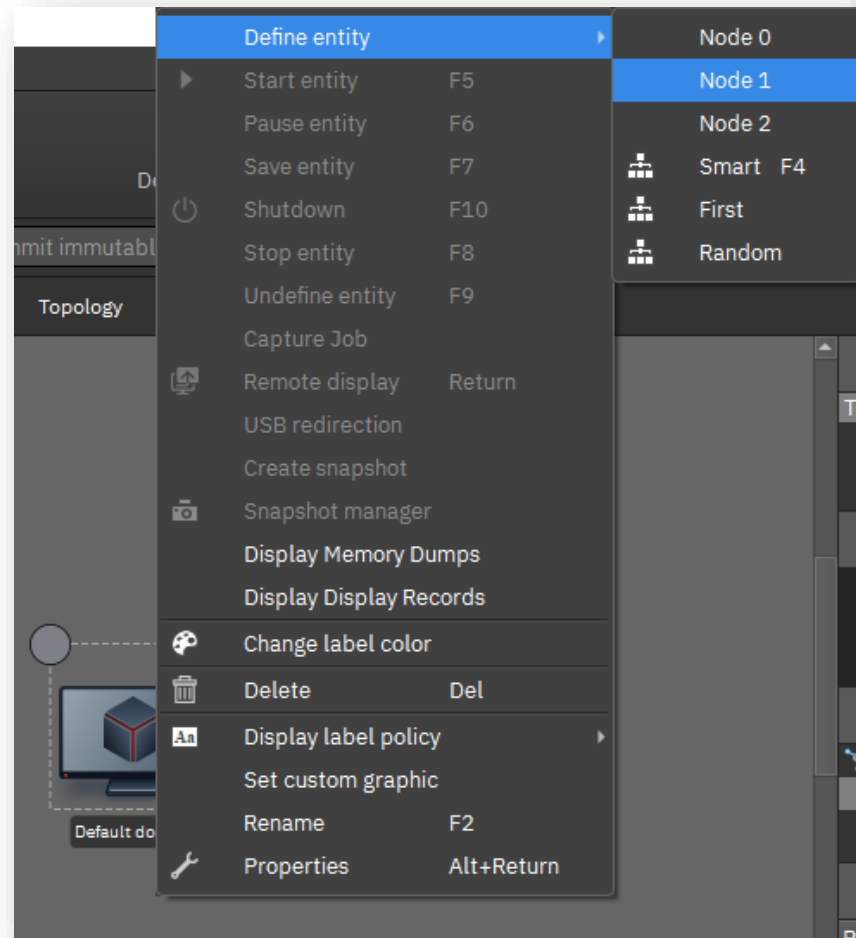 Define entity
Start entity F5
Pause entity F6
Save entity F7
Shutdown F10
Stop entity F8
Undefine entity F9
Capture Job
Remote display Return
USB redirection
Create snapshot
Snapshot manager
Display Memory Dumps
Display Display Records
Change label color
Delete Del
Aa Display label policy
Set custom graphic
Rename F2
Properties Alt+Return
Node 0
Node 1
Node 2
Smart F4
First
Random
immutabl
Topology
Default